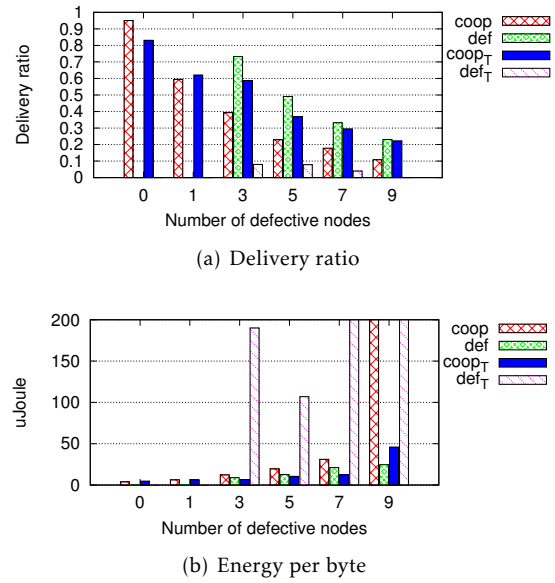 1
0.9
0.8
0.7
0.6
0.5
0.4
0.3
0.2
0.1
0
Delivery ratio
0 1 3 5 7 9
Number of defective nodes
coop
def
coopT
defT
(a) Delivery ratio
200
150
100
50
0
uJoule
0 1 3 5 7 9
Number of defective nodes
coop
def
coopT
defT
(b) Energy per byte